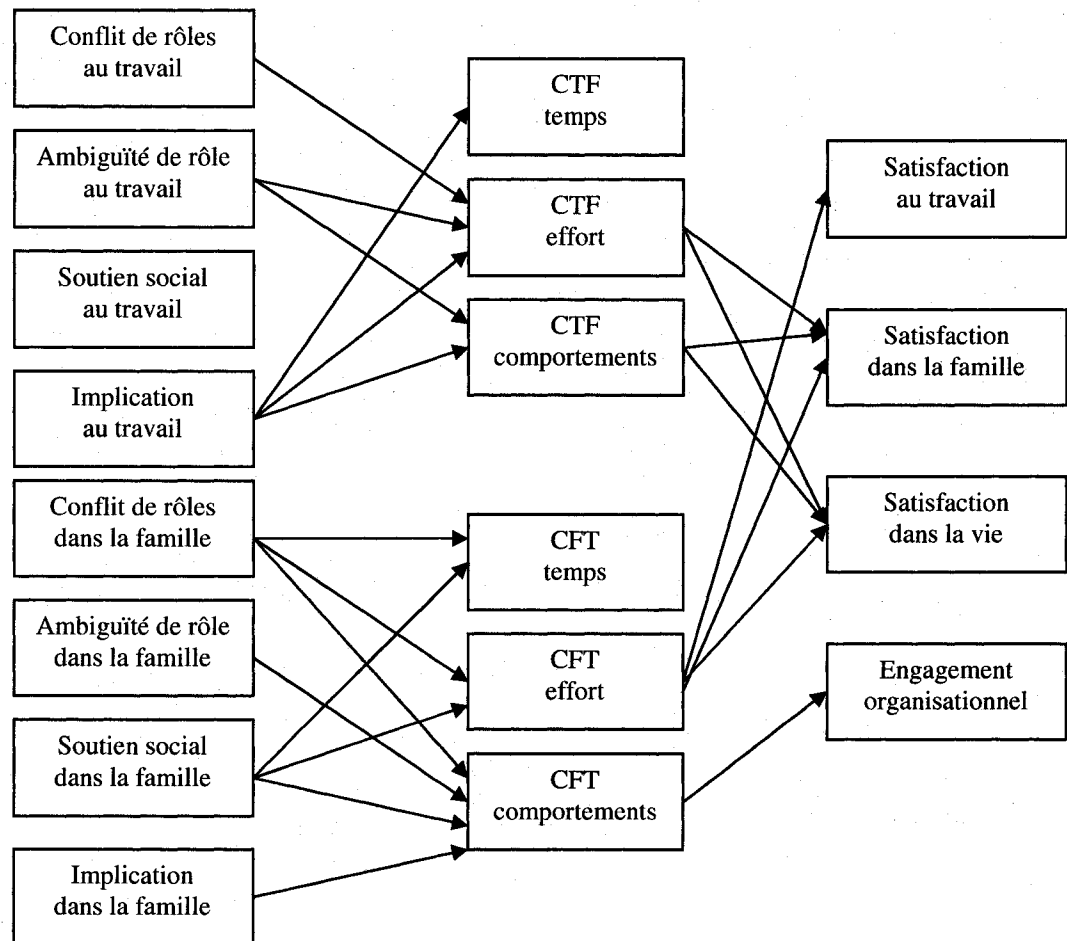 Conflit de rôles
au travail
Ambiguïté de rôle
au travail
Soutien social
au travail
Implication
au travail
Conflit de rôles
dans la famille
Ambiguïté de rôle
dans la famille
Soutien social
dans la famille
Implication
dans la famille
CTF
temps
CTF
effort
CTF
comportements
CFT
temps
CFT
effort
CFT
comportements
Satisfaction
au travail
Satisfaction
dans la famille
Satisfaction
dans la vie
Engagement
organisationnel